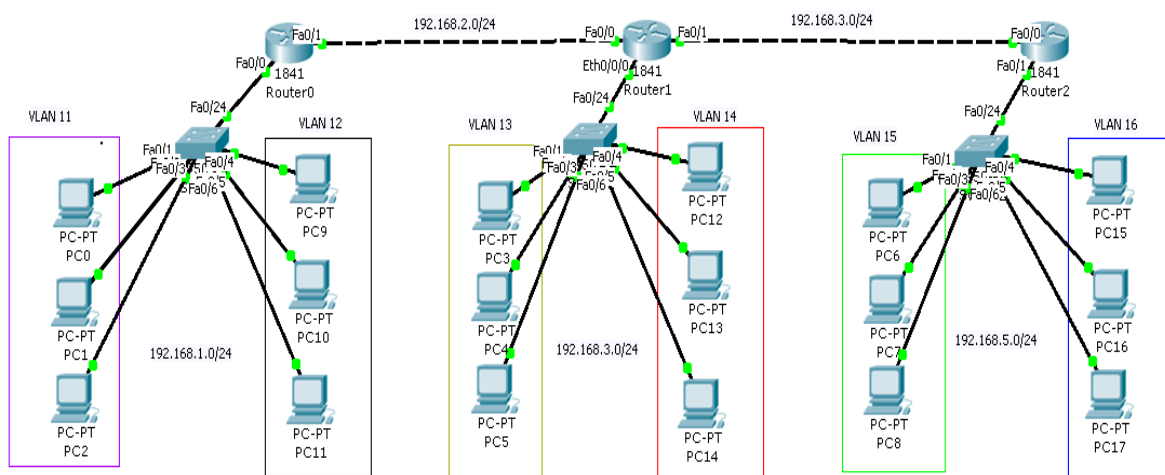 192.168.2.0/24
192.168.3.0/24
Fa0/1
Fa0/0
1841
Router0
Fa0/0
Fa0/1
Eth0/0/0
1841
Router1
Fa0/0
Fa0/1
1841
Router2
Fa0/24
Fa0/24
Fa0/24
VLAN 11
VLAN 12
VLAN 13
VLAN 14
VLAN 15
VLAN 16
Fa0/1
Fa0/3
Fa0/4
Fa0/6
Fa0/1
Fa0/3
Fa0/4
Fa0/5
Fa0/6
Fa0/1
Fa0/3
Fa0/4
Fa0/6
PC-PT
PC0
PC-PT
PC1
PC-PT
PC2
192.168.1.0/24
PC-PT
PC9
PC-PT
PC10
PC-PT
PC11
PC-PT
PC3
PC-PT
PC4
PC-PT
PC5
192.168.3.0/24
PC-PT
PC12
PC-PT
PC13
PC-PT
PC14
PC-PT
PC6
PC-PT
PC7
PC-PT
PC8
192.168.5.0/24
PC-PT
PC15
PC-PT
PC16
PC-PT
PC17